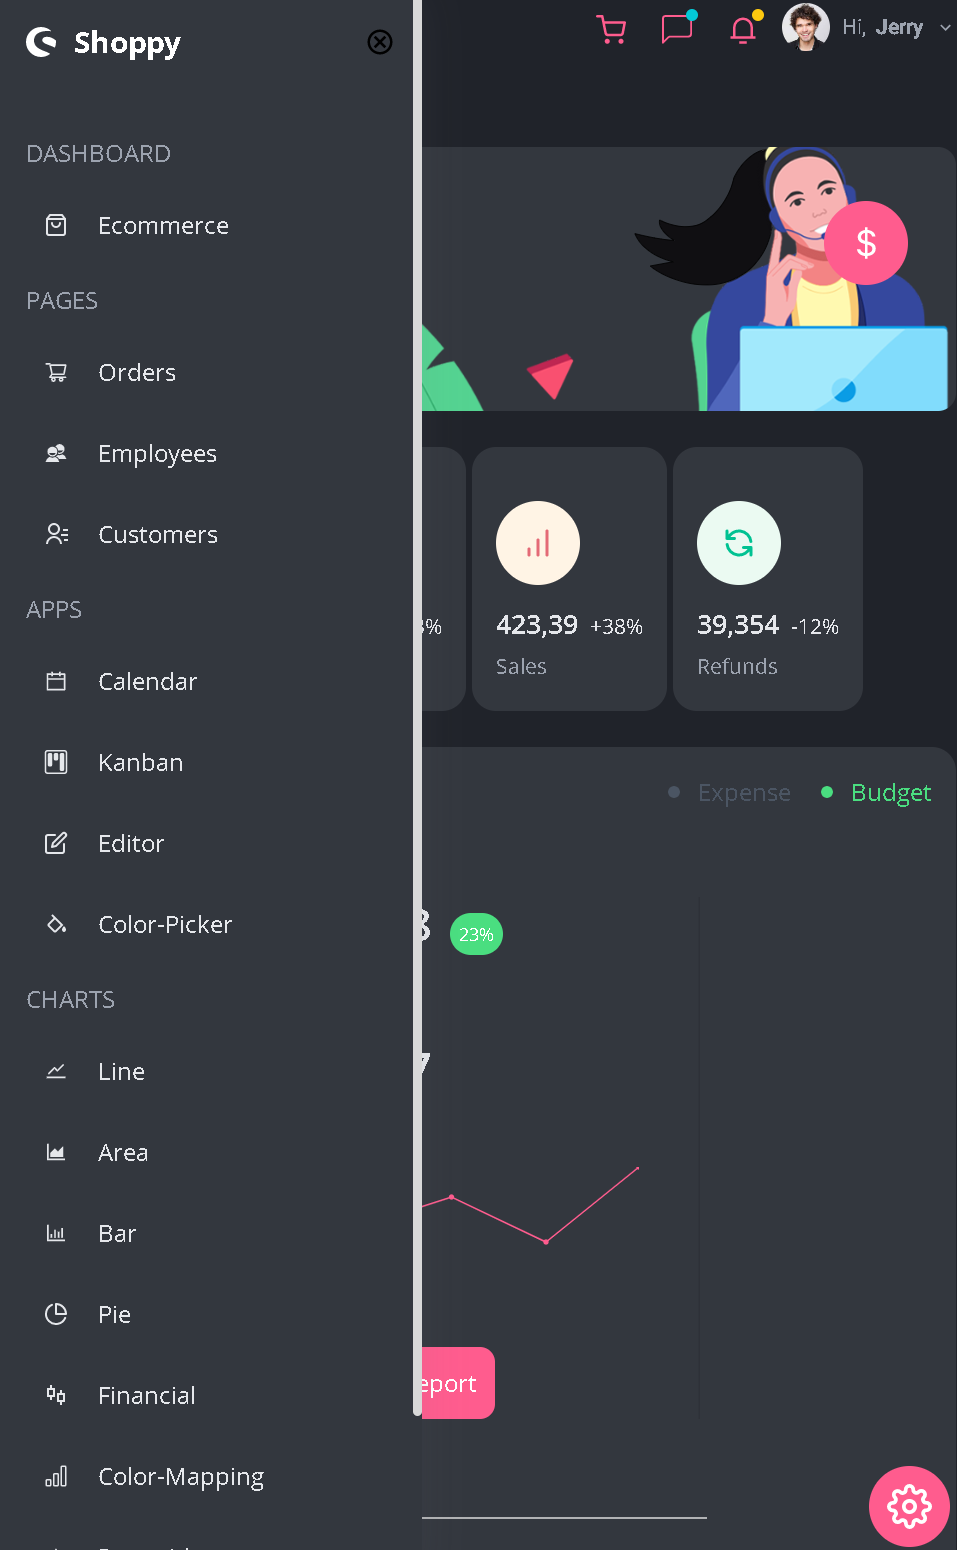 Shoppy
Hi, Jerry
DASHBOARD
Ecommerce
PAGES
Orders
Employees
Customers
APPS
Calendar
Kanban
Editor
Color-Picker
CHARTS
Line
Area
Bar
Pie
Financial
Color-Mapping
$
%
423,39 +38%
Sales
39,354 -12%
Refunds
Expense
Budget
23%
eport